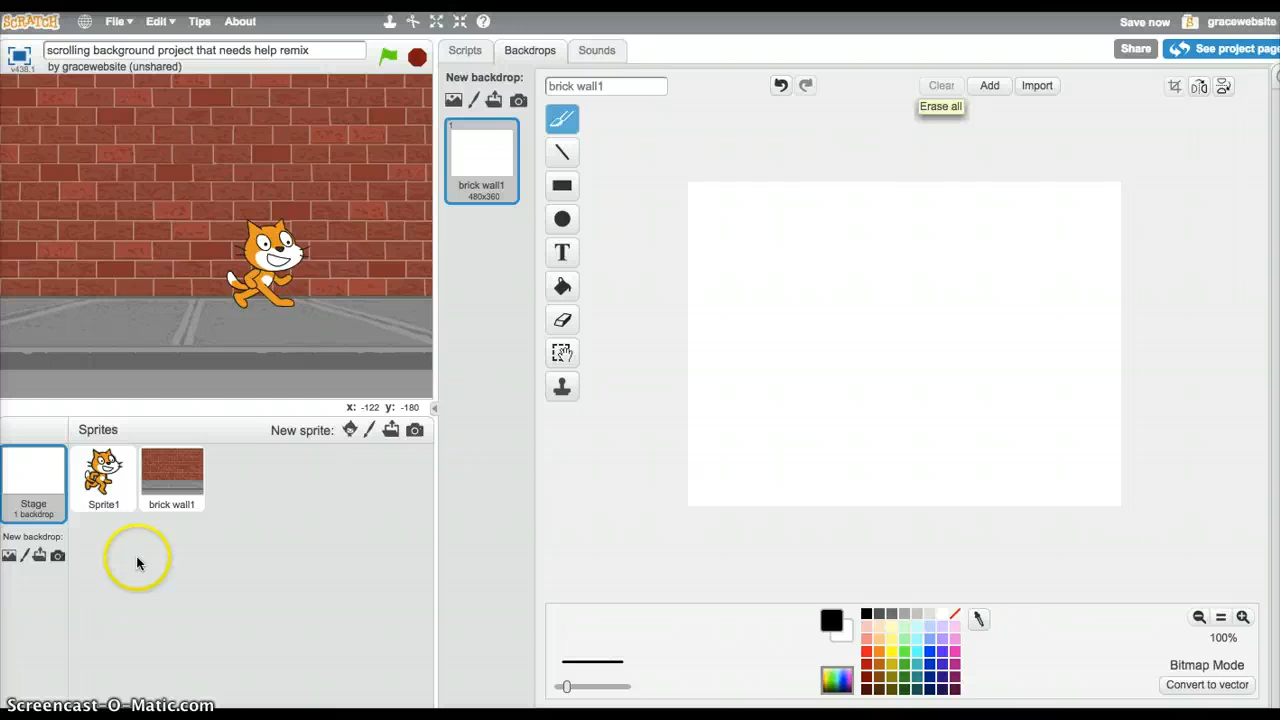 SCRATCH File Edit Tips About Save now gracewebsite
scrolling background project that needs help remix
by gracewebsite (unshared)
v438.1
Scripts Backdrops Sounds Share See project page
New backdrop:
brick wall1 Clear Add Import
Erase all
1
brick wall1
480x360
T
x: -122 y: -180
Sprites New sprite:
Stage
1 backdrop
Sprite1
brick wall1
New backdrop:
100%
Bitmap Mode
Convert to vector
Screencast-O-Matic.com